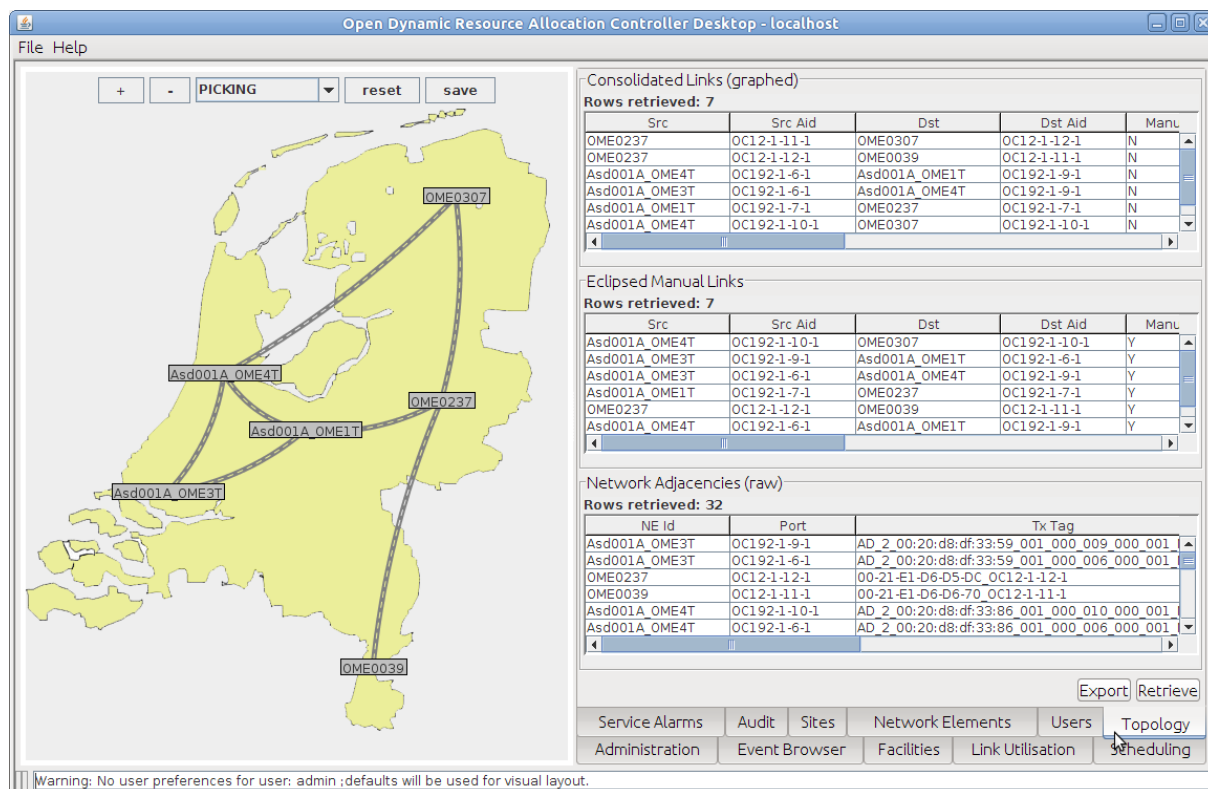 Open Dynamic Resource Allocation Controller Desktop - localhost
File Help
+ - PICKING reset save
OME0307
Asd001A_OME4T
OME0237
Asd001A_OME1T
Asd001A_OME3T
OME0039
Consolidated Links (graphed)
Rows retrieved: 7
Src Src Aid Dst Dst Aid Manu
OME0237 OC12-1-11-1 OME0307 OC12-1-12-1 N
OME0237 OC12-1-12-1 OME0039 OC12-1-11-1 N
Asd001A_OME4T OC192-1-6-1 Asd001A_OME1T OC192-1-9-1 N
Asd001A_OME3T OC192-1-6-1 Asd001A_OME4T OC192-1-9-1 N
Asd001A_OME1T OC192-1-7-1 OME0237 OC192-1-7-1 N
Asd001A_OME4T OC192-1-10-1 OME0307 OC192-1-10-1 N
Eclipsed Manual Links
Rows retrieved: 7
Src Src Aid Dst Dst Aid Manu
Asd001A_OME4T OC192-1-10-1 OME0307 OC192-1-10-1 Y
Asd001A_OME3T OC192-1-9-1 Asd001A_OME1T OC192-1-6-1 Y
Asd001A_OME3T OC192-1-6-1 Asd001A_OME4T OC192-1-9-1 Y
Asd001A_OME1T OC192-1-7-1 OME0237 OC192-1-7-1 Y
OME0237 OC12-1-12-1 OME0039 OC12-1-11-1 Y
Asd001A_OME4T OC192-1-6-1 Asd001A_OME1T OC192-1-9-1 Y
Network Adjacencies (raw)
Rows retrieved: 32
NE Id Port Tx Tag
Asd001A_OME3T OC192-1-9-1 AD_2_00:20:d8:df:33:59_001_000_009_000_001_
Asd001A_OME3T OC192-1-6-1 AD_2_00:20:d8:df:33:59_001_000_006_000_001_
OME0237 OC12-1-12-1 00-21-E1-D6-D5-DC_OC12-1-12-1
OME0039 OC12-1-11-1 00-21-E1-D6-D6-70_OC12-1-11-1
Asd001A_OME4T OC192-1-10-1 AD_2_00:20:d8:df:33:86_001_000_010_000_001_
Asd001A_OME4T OC192-1-6-1 AD_2_00:20:d8:df:33:86_001_000_006_000_001_
Export Retrieve
Service Alarms Audit Sites Network Elements Users Topology
Administration Event Browser Facilities Link Utilisation Scheduling
Warning: No user preferences for user: admin ;defaults will be used for visual layout.